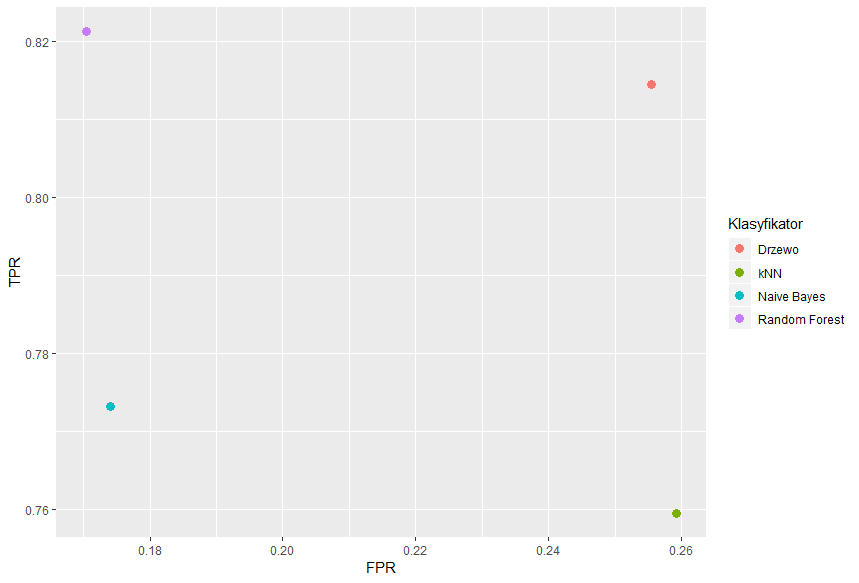 0.82
0.80
0.78
0.76
TPR
0.18 0.20 0.22 0.24 0.26
FPR
Klasyfikator
Drzewo
kNN
Naive Bayes
Random Forest